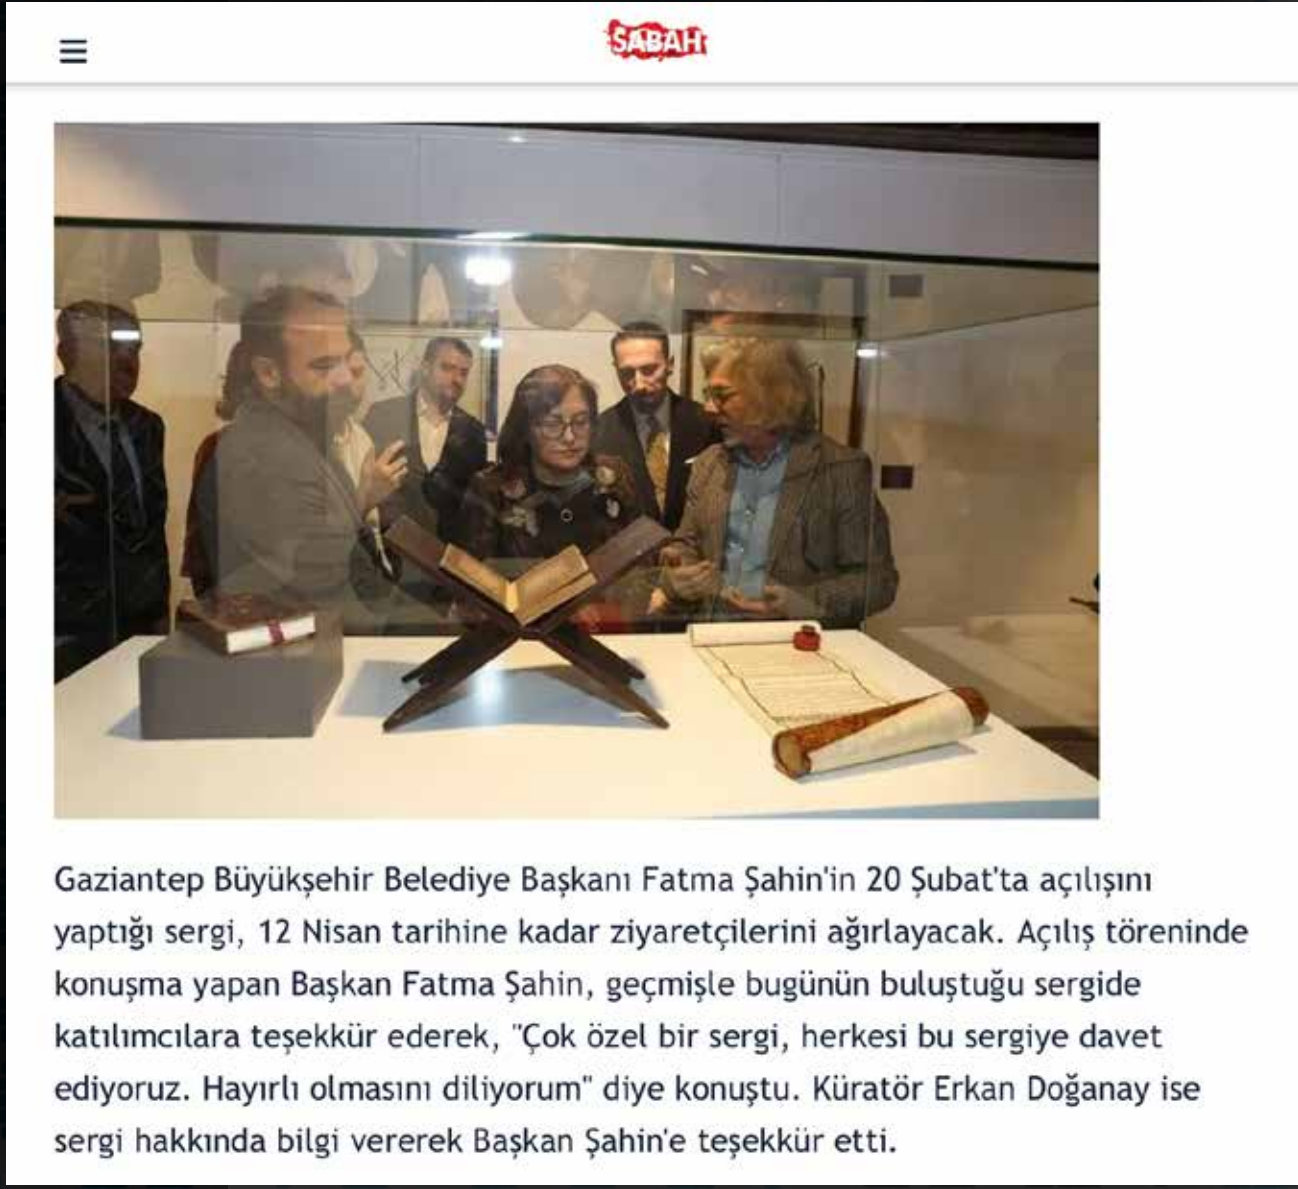 SABAH
Gaziantep Büyükşehir Belediye Başkanı Fatma Şahin'in 20 Şubat'ta açılışını
yaptığı sergi, 12 Nisan tarihine kadar ziyaretçilerini ağırlayacak. Açılış töreninde
konuşma yapan Başkan Fatma Şahin, geçmişle bugünün buluştuğu sergide
katılımcılara teşekkür ederek, "Çok özel bir sergi, herkesi bu sergiye davet
ediyoruz. Hayırlı olmasını diliyorum" diye konuştu. Küratör Erkan Doğanay ise
sergi hakkında bilgi vererek Başkan Şahin'e teşekkür etti.